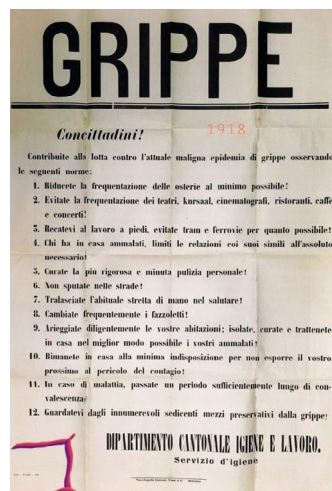 GRIPPE
Concittadini!
1918
Contribuite alla lotta contro l'attuale maligna epidemia di grippe osservando
le seguenti norme:
1. Riducete la frequentazione delle osterie al minimo possibile!
2. Evitate la frequentazione dei teatri, kursaal, cinematografi, ristoranti, caffè
e concerti!
3. Recatevi al lavoro a piedi, evitate tram e ferrovie per quanto possibile!
4. Chi ha in casa ammalati, limiti le relazioni coi suoi simili all'assoluto
necessario!
5. Curate la più rigorosa e minuta pulizia personale!
6. Non sputate nelle strade!
7. Tralasciate l'abituale stretta di mano nel salutare!
8. Cambiate frequentemente i fazzoletti!
9. Arieggiate diligentemente le vostre abitazioni; isolate, curate e trattenete
in casa nel miglior modo possibile i vostri ammalati!
10. Rimanete in casa alla minima indisposizione per non esporre il vostro
prossimo al pericolo del contagio!
11. In caso di malattia, passate un periodo sufficientemente lungo di con-
valescenza!
12. Guardatevi dagli innumerevoli sedicenti mezzi preservativi dalla grippe!
DIPARTIMENTO CANTONALE IGIENE E LAVORO.
Servizio d'igiene